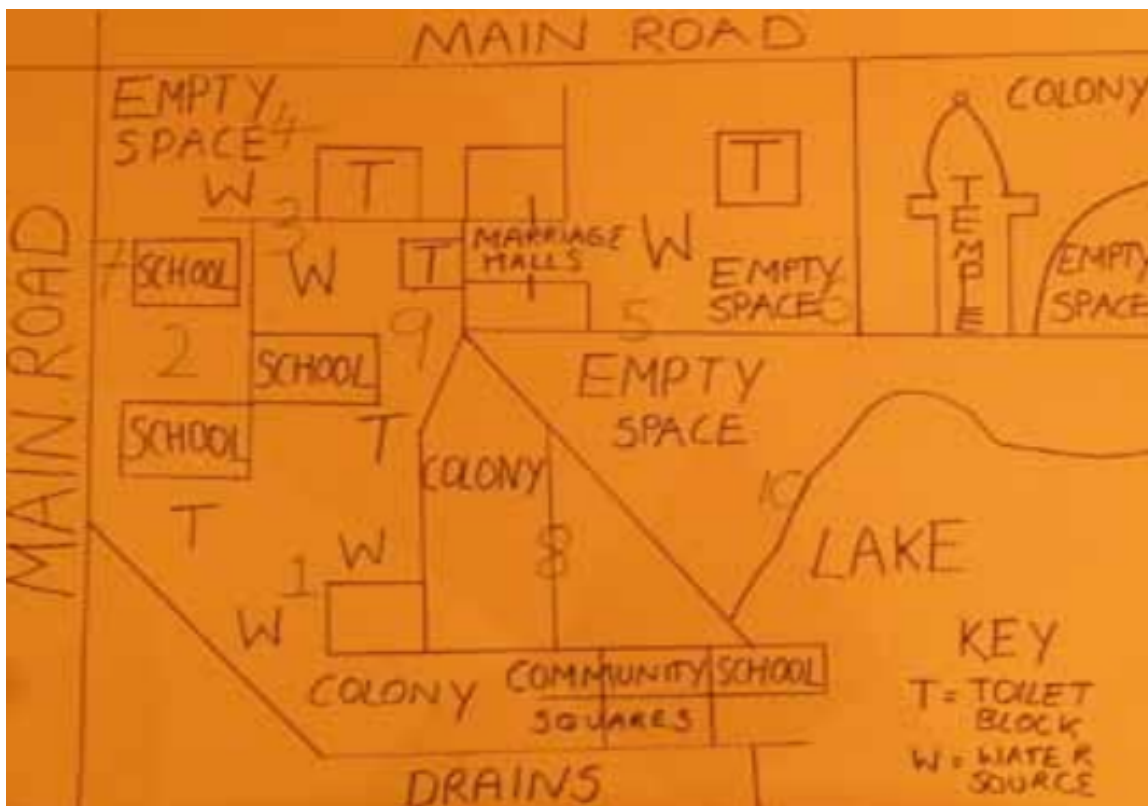 MAIN ROAD
EMPTY
SPACE
4
COLONY
T
T
W
3
TEMPLE
MAIN ROAD
7
SCHOOL
W
T
MARRIAGE
HALLS
W
EMPTY
SPACE
EMPTY
SPACE
2
9
5
SCHOOL
EMPTY
SPACE
SCHOOL
T
COLONY
T
10
W
1
8
LAKE
W
KEY
COLONY
COMMUNITY
SQUARES
SCHOOL
T = TOILET
BLOCK
W = WATER
SOURCE
DRAINS